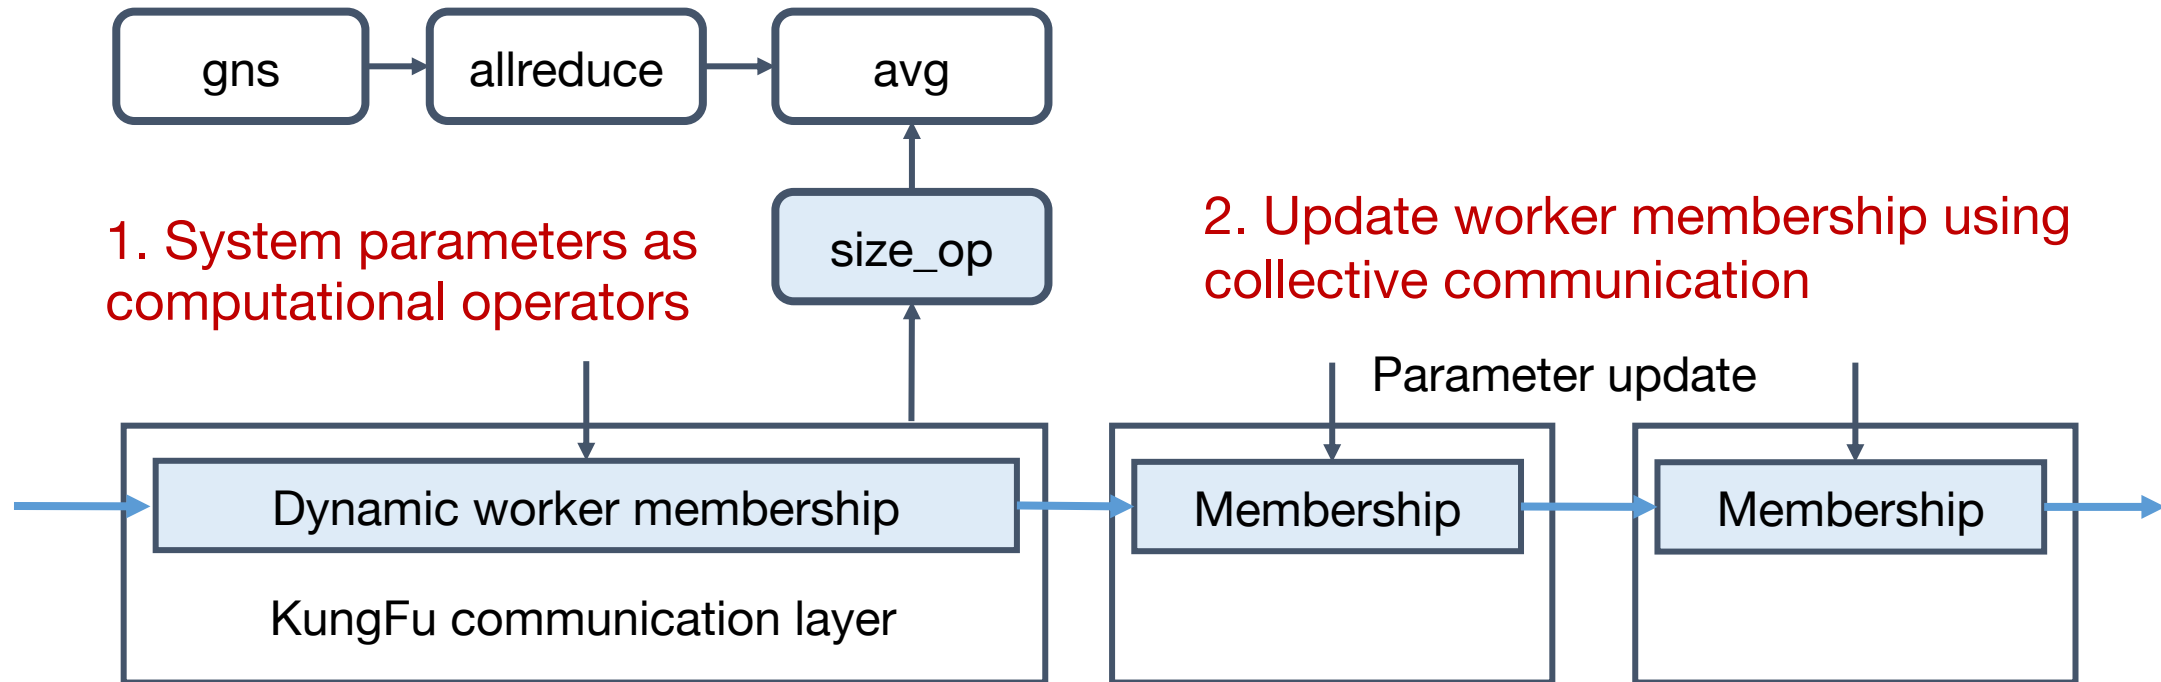 gns
allreduce
avg
size_op
1. System parameters as
computational operators
2. Update worker membership using
collective communication
Parameter update
Dynamic worker membership
Membership
Membership
KungFu communication layer